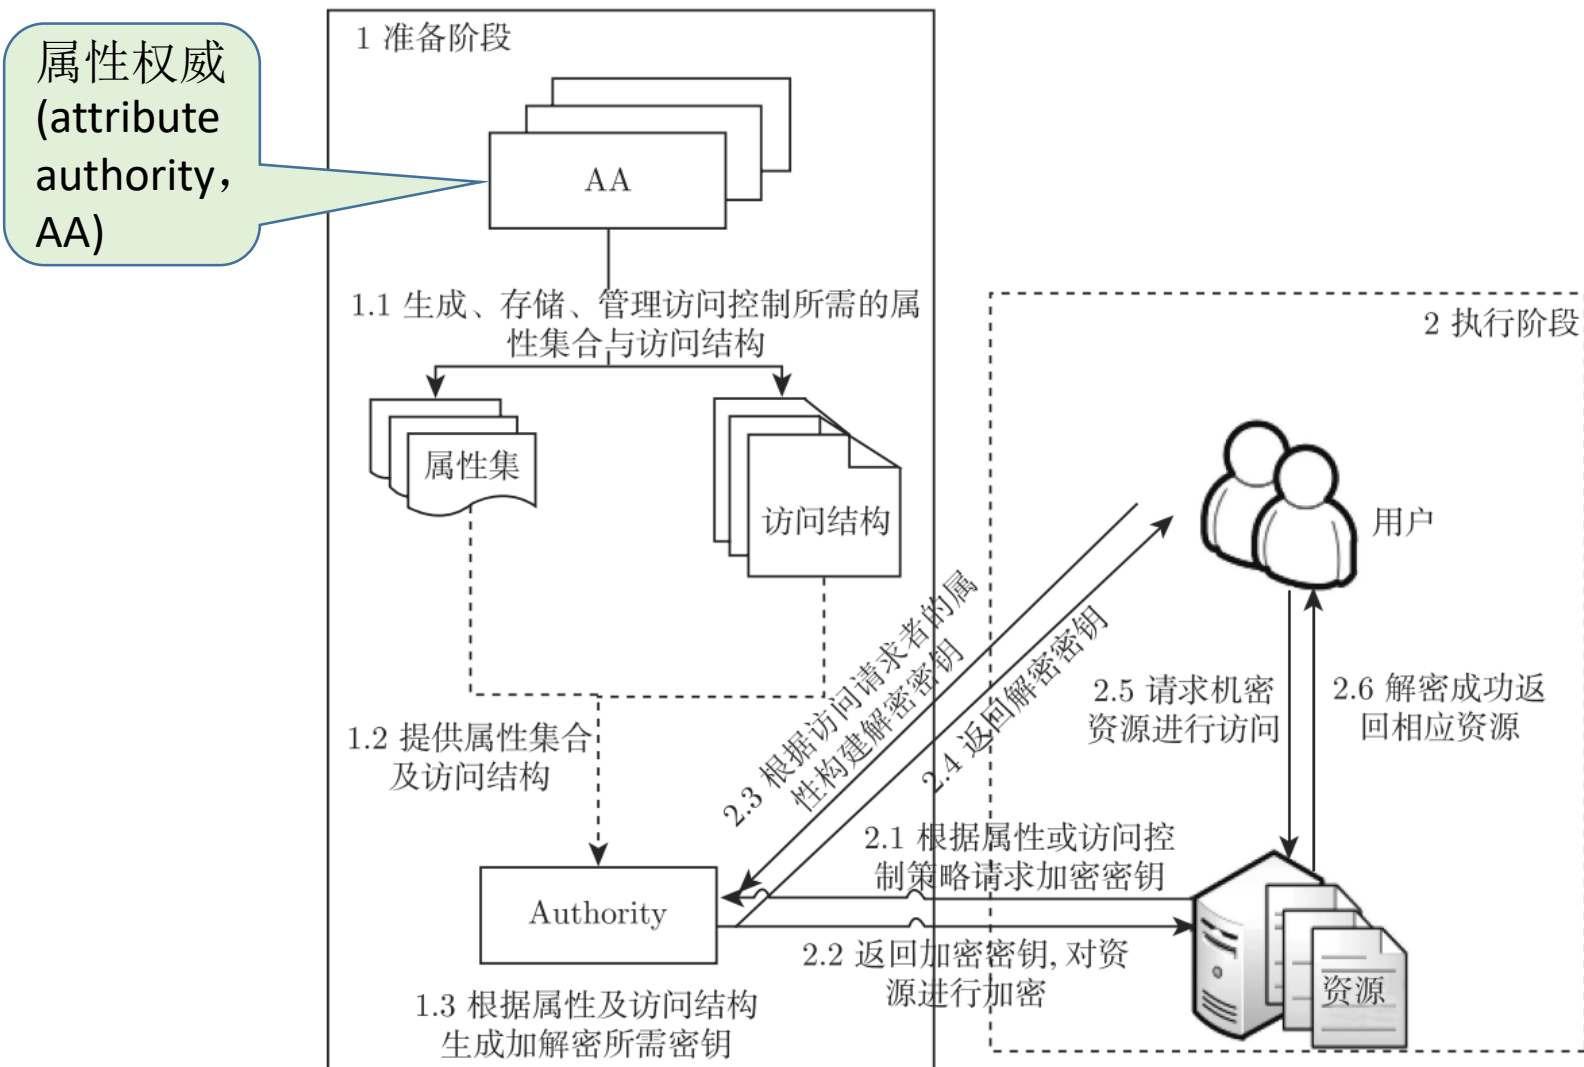 属性权威
(attribute
authority，
AA)
1 准备阶段
AA
1.1 生成、存储、管理访问控制所需的属
性集合与访问结构
属性集
访问结构
1.2 提供属性集合
及访问结构
Authority
1.3 根据属性及访问结构
生成加解密所需密钥
2 执行阶段
用户
2.3 根据访问请求者的属
性构建解密密钥
2.4 返回解密密钥
2.5 请求机密
资源进行访问
2.6 解密成功返
回相应资源
2.1 根据属性或访问控
制策略请求加密密钥
2.2 返回加密密钥, 对资
源进行加密
资源